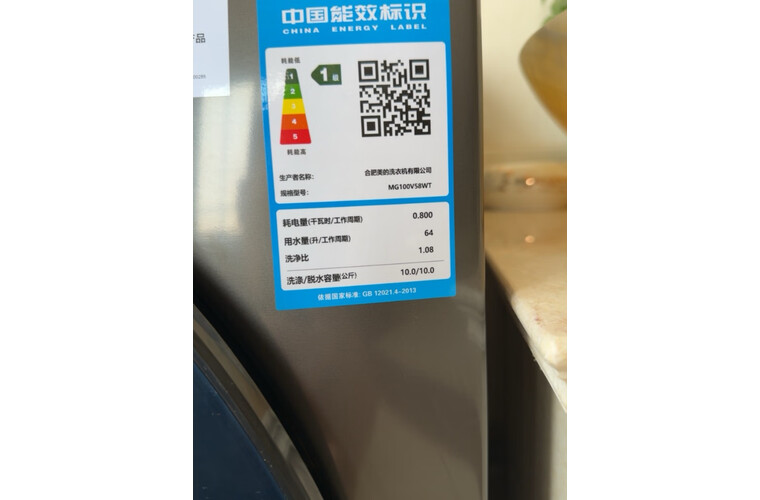 产品
中国能效标识
CHINA ENERGY LABEL
耗能低
1
1级
2
3
4
5
耗能高
生产者名称:
合肥美的洗衣机有限公司
规格型号:
MG100V58WT
耗电量(千瓦时/工作周期)
0.800
用水量(升/工作周期)
64
洗净比
1.08
洗涤/脱水容量(公斤)
10.0/10.0
依据国家标准: GB 12021.4-2013